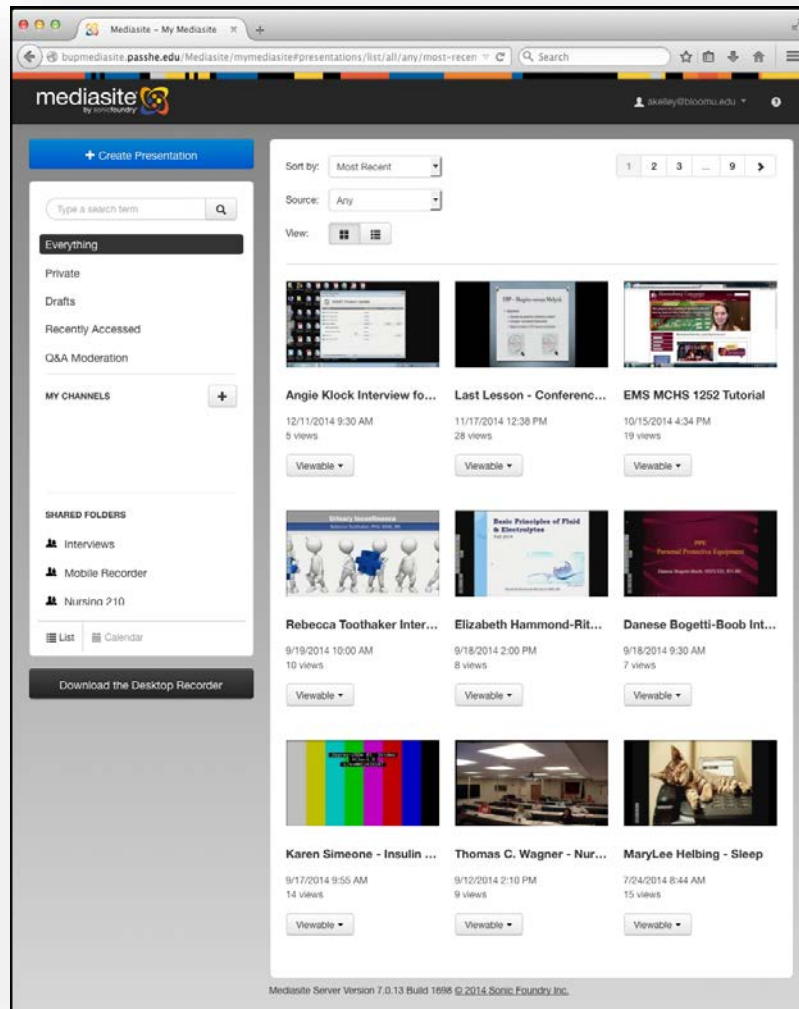 Mediasite – My Mediasite
bupmediasite.passhe.edu/Mediasite/mymediasite#presentations/list/all/any/most-recen
Search
mediasite
by sonicfoundry
akelley@bloomu.edu
+ Create Presentation
Type a search term
Everything
Private
Drafts
Recently Accessed
Q&A Moderation
MY CHANNELS
+
SHARED FOLDERS
Interviews
Mobile Recorder
Nursing 210
List
Calendar
Download the Desktop Recorder
Sort by: Most Recent
1 2 3 ... 9
Source: Any
View:
Angie Klock Interview fo...
12/11/2014 9:30 AM
5 views
Viewable
Last Lesson - Conferenc...
11/17/2014 12:38 PM
28 views
Viewable
EMS MCHS 1252 Tutorial
10/15/2014 4:34 PM
19 views
Viewable
Urinary Incontinence
Rebecca Toothaker Inter...
9/19/2014 10:00 AM
10 views
Viewable
Basic Principles of Fluid
& Electrolytes
Fall 2014
Elizabeth Hammond-Rit...
9/18/2014 2:00 PM
8 views
Viewable
PPE
Personal Protective Equipment
Danese Bogetti-Boob Int...
9/18/2014 9:30 AM
7 views
Viewable
Karen Simeone - Insulin ...
9/17/2014 9:55 AM
14 views
Viewable
Thomas C. Wagner - Nur...
9/12/2014 2:10 PM
9 views
Viewable
MaryLee Helbing - Sleep
7/24/2014 8:44 AM
15 views
Viewable
Mediasite Server Version 7.0.13 Build 1698 © 2014 Sonic Foundry Inc.